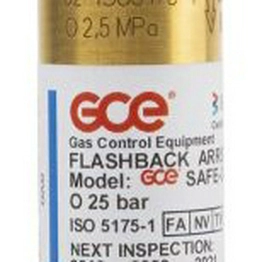 O 2,5 MPa
GCE
Gas Control Equipment
FLASHBACK
Model: GCE SAFE-
O 25 bar
ISO 5175-1 FA NV
NEXT INSPECTION: